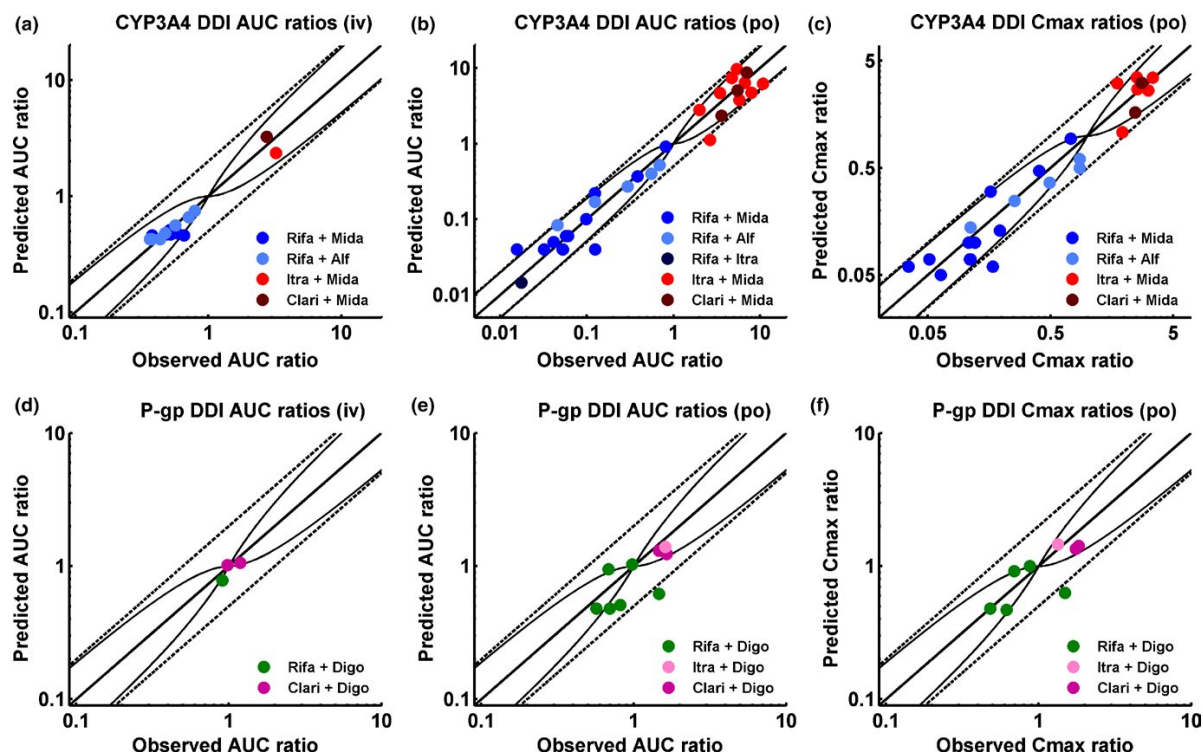 (a) CYP3A4 DDI AUC ratios (iv)
Predicted AUC ratio
10
1
0.1
0.1 1 10
Observed AUC ratio
Rifa + Mida
Rifa + Alf
Itra + Mida
Clari + Mida
(b) CYP3A4 DDI AUC ratios (po)
Predicted AUC ratio
10
1
0.1
0.01
0.01 0.1 1 10
Observed AUC ratio
Rifa + Mida
Rifa + Alf
Rifa + Itra
Itra + Mida
Clari + Mida
(c) CYP3A4 DDI Cmax ratios (po)
Predicted Cmax ratio
5
0.5
0.05
0.05 0.5 5
Observed Cmax ratio
Rifa + Mida
Rifa + Alf
Itra + Mida
Clari + Mida
(d) P-gp DDI AUC ratios (iv)
Predicted AUC ratio
10
1
0.1
0.1 1 10
Observed AUC ratio
Rifa + Digo
Clari + Digo
(e) P-gp DDI AUC ratios (po)
Predicted AUC ratio
10
1
0.1
0.1 1 10
Observed AUC ratio
Rifa + Digo
Itra + Digo
Clari + Digo
(f) P-gp DDI Cmax ratios (po)
Predicted Cmax ratio
10
1
0.1
0.1 1 10
Observed Cmax ratio
Rifa + Digo
Itra + Digo
Clari + Digo